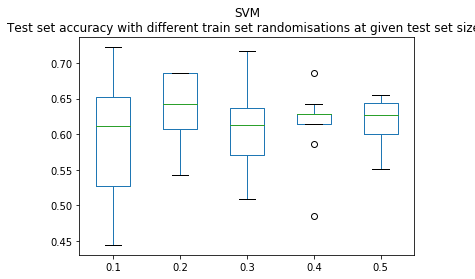 SVM
Test set accuracy with different train set randomisations at given test set size
0.70
0.65
0.60
0.55
0.50
0.45
0.1 0.2 0.3 0.4 0.5